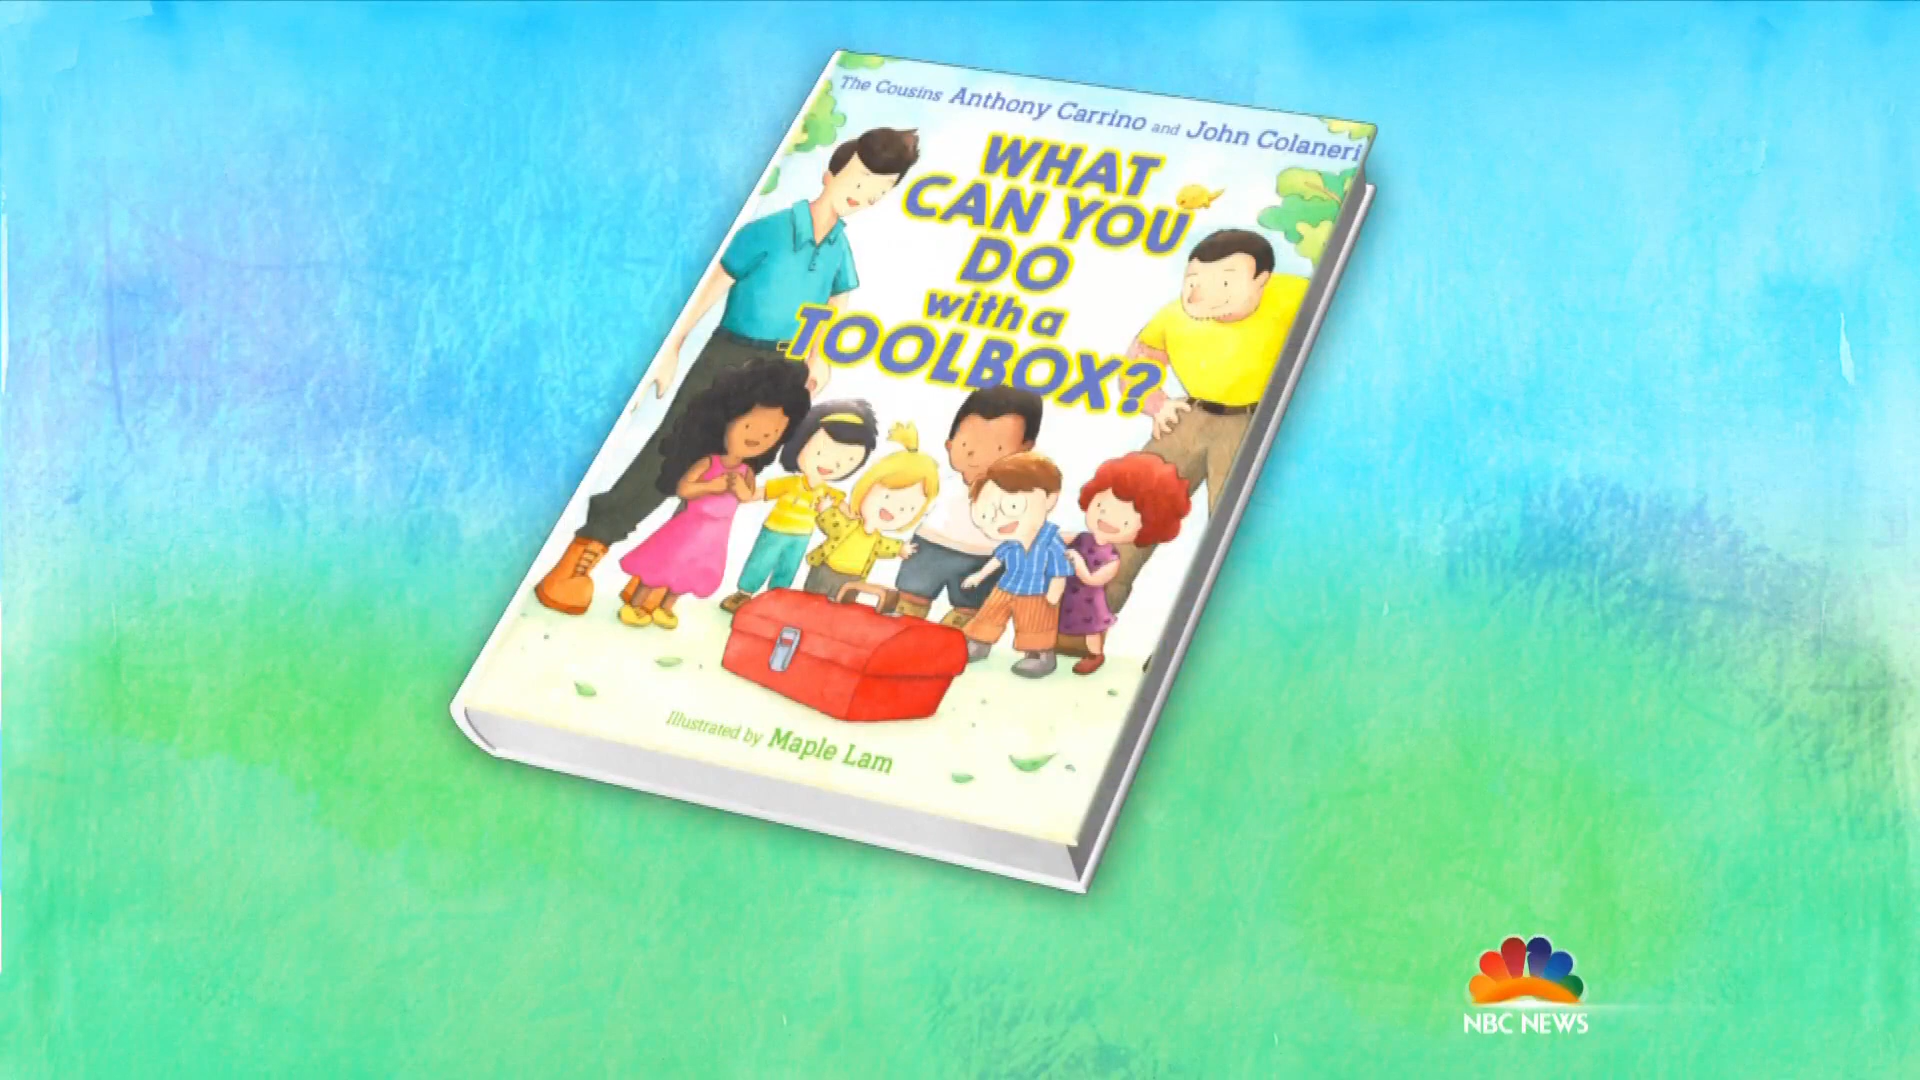 The Cousins Anthony Carrino and John Colaneri
WHAT
CAN YOU
DO
with a
TOOLBOX?
Illustrated by Maple Lam
NBC NEWS